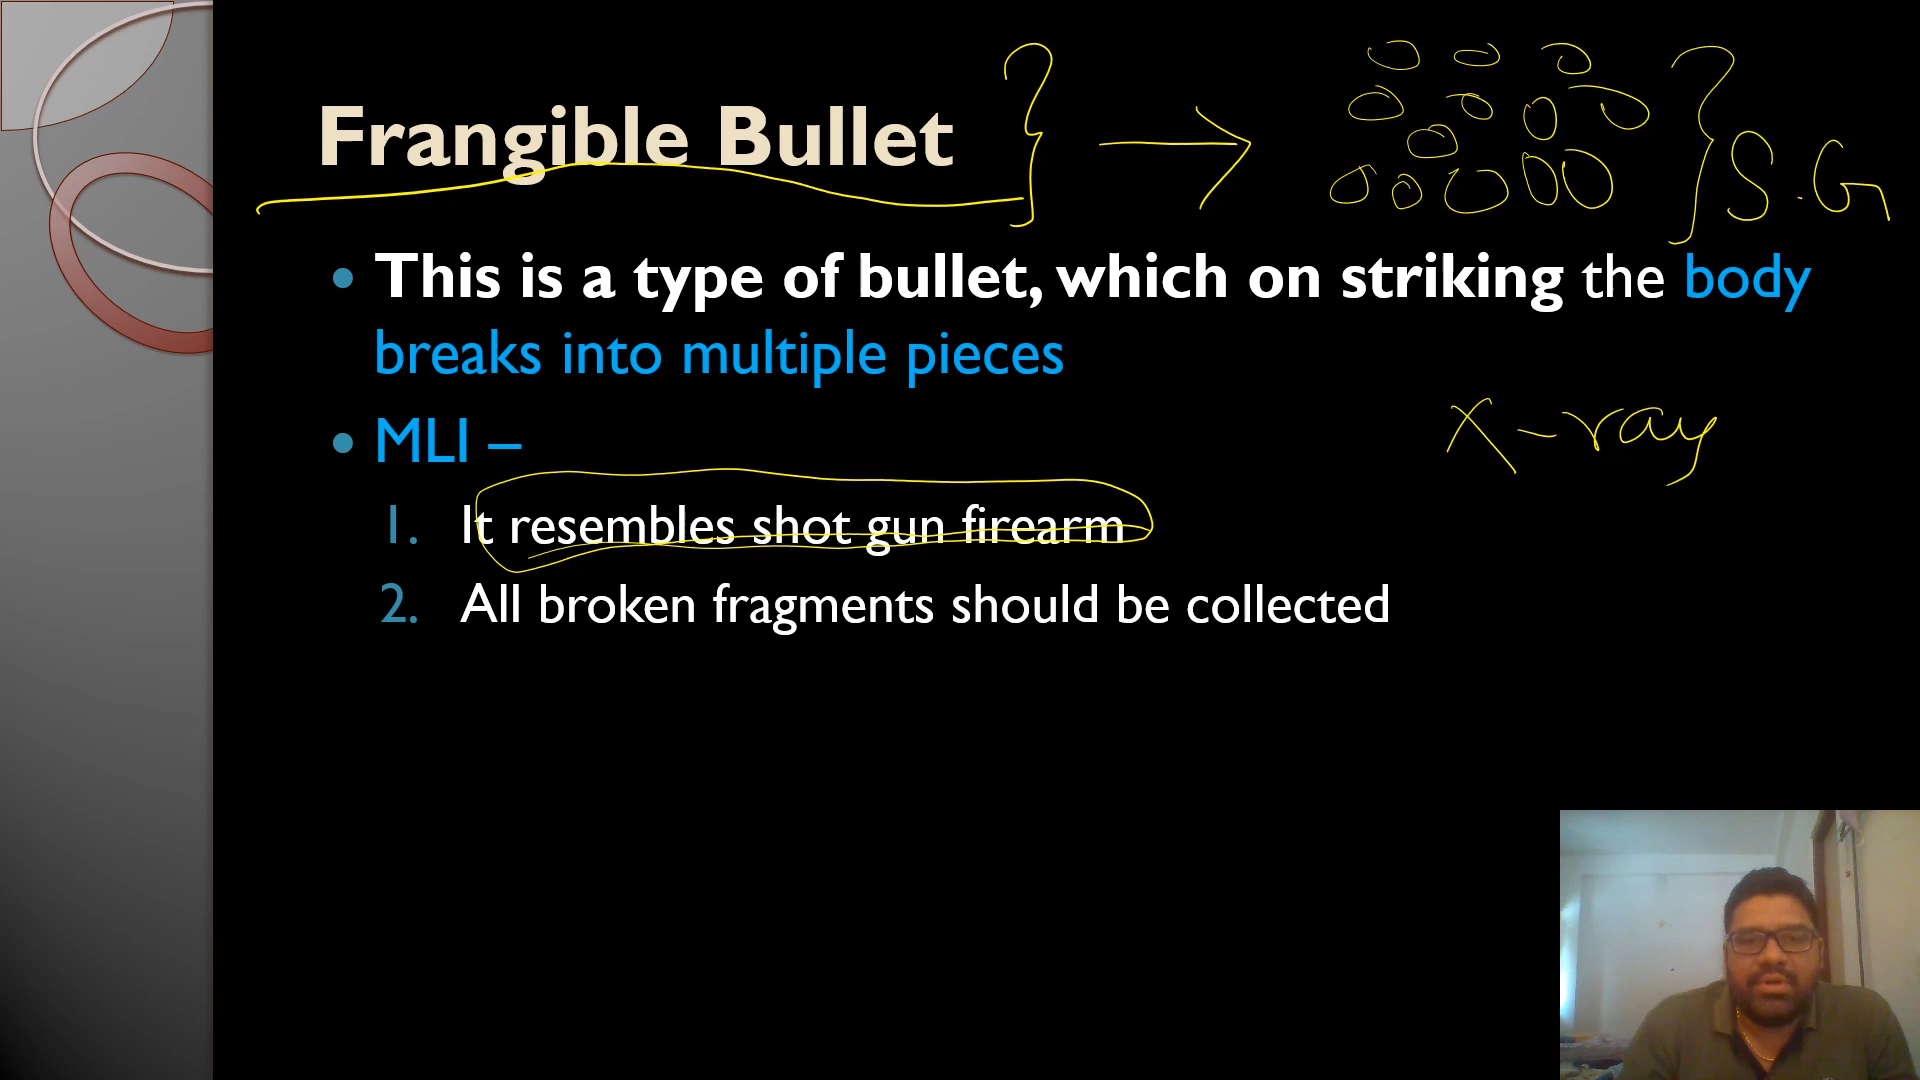 Frangible Bullet
S.G
• This is a type of bullet, which on striking the body
breaks into multiple pieces
• MLI –
X-ray
1. It resembles shot gun firearm
2. All broken fragments should be collected